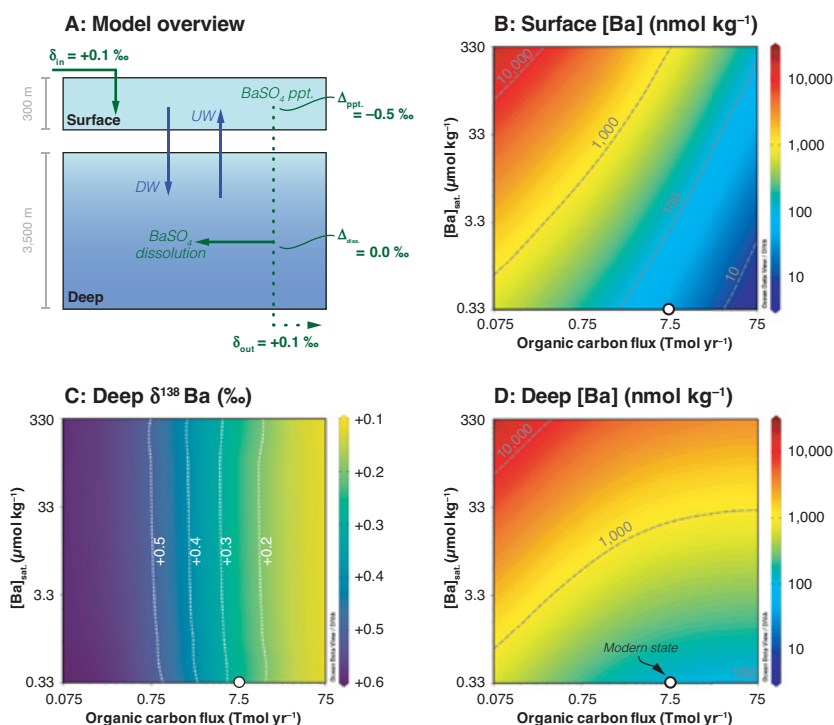 A: Model overview
δin = +0.1 ‰
300 m
Surface
UW
BaSO4 ppt.
Δppt.
= –0.5 ‰
3,500 m
DW
BaSO4
dissolution
Δdiss.
= 0.0 ‰
Deep
δout = +0.1 ‰
B: Surface [Ba] (nmol kg–1)
330
33
3.3
0.33
[Ba]sat. (µmol kg–1)
10,000
1,000
100
10
0.075
0.75
7.5
75
Organic carbon flux (Tmol yr–1)
Ocean Data View / DIVA
10,000
1,000
100
10
C: Deep δ138 Ba (‰)
330
33
3.3
0.33
[Ba]sat. (µmol kg–1)
+0.5
+0.4
+0.3
+0.2
0.075
0.75
7.5
75
Organic carbon flux (Tmol yr–1)
Ocean Data View / DIVA
+0.1
+0.2
+0.3
+0.4
+0.5
+0.6
D: Deep [Ba] (nmol kg–1)
330
33
3.3
0.33
[Ba]sat. (µmol kg–1)
10,000
1,000
Modern state
100
0.075
0.75
7.5
75
Organic carbon flux (Tmol yr–1)
Ocean Data View / DIVA
10,000
1,000
100
10